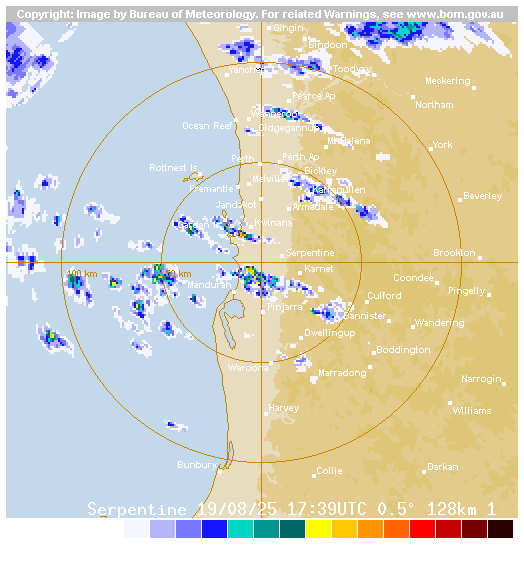 Copyright: Image by Bureau of Meteorology. For related Warnings, see www.bom.gov.au
Gingin
Bindoon
Yanchep
Toodyay
Meckering
Pearce Ap
Northam
Wanneroo
Ocean Reef
Gidgegannup
Mt Helena
York
Perth
Perth Ap
Rottnest Is
Bickley
Melville
Fremantle
Karragullen
Beverley
Jandakot
Armadale
Kwinana
Serpentine
Brookton
100 km
50 km
Karnet
Coondee
Mandurah
Pingelly
Culford
Pinjarra
Bannister
Wandering
Dwellingup
Boddington
Waroona
Marradong
Narrogin
Harvey
Williams
Bunbury
Collie
Darkan
Serpentine 19/08/25 17:39UTC 0.5° 128km 1